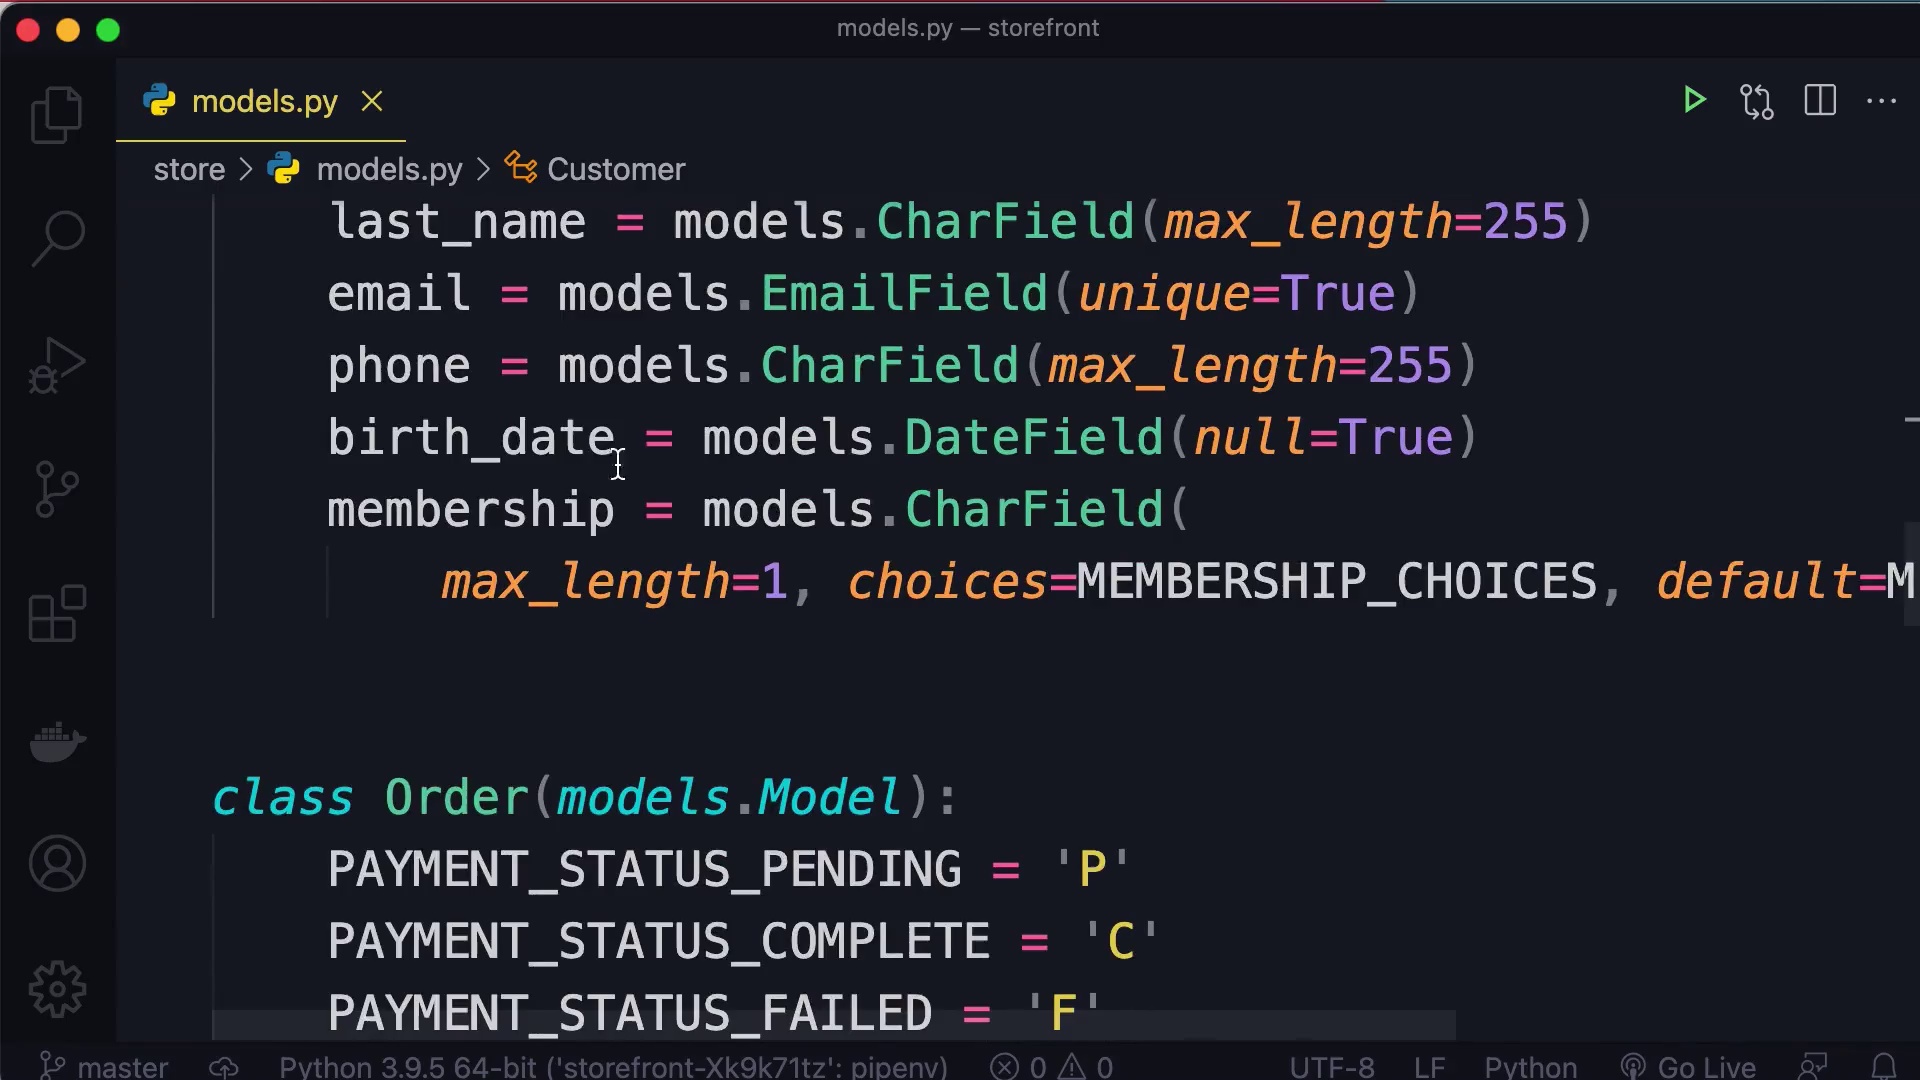 models.py — storefront
models.py
store > models.py > Customer
last_name = models.CharField(max_length=255)
email = models.EmailField(unique=True)
phone = models.CharField(max_length=255)
birth_date = models.DateField(null=True)
membership = models.CharField(
max_length=1, choices=MEMBERSHIP_CHOICES, default=M
class Order(models.Model):
PAYMENT_STATUS_PENDING = 'P'
PAYMENT_STATUS_COMPLETE = 'C'
PAYMENT_STATUS_FAILED = 'F'
master Python 3.9.5 64-bit ('storefront-Xk9k71tz': pipenv) 0 0 UTF-8 LF Python Go Live